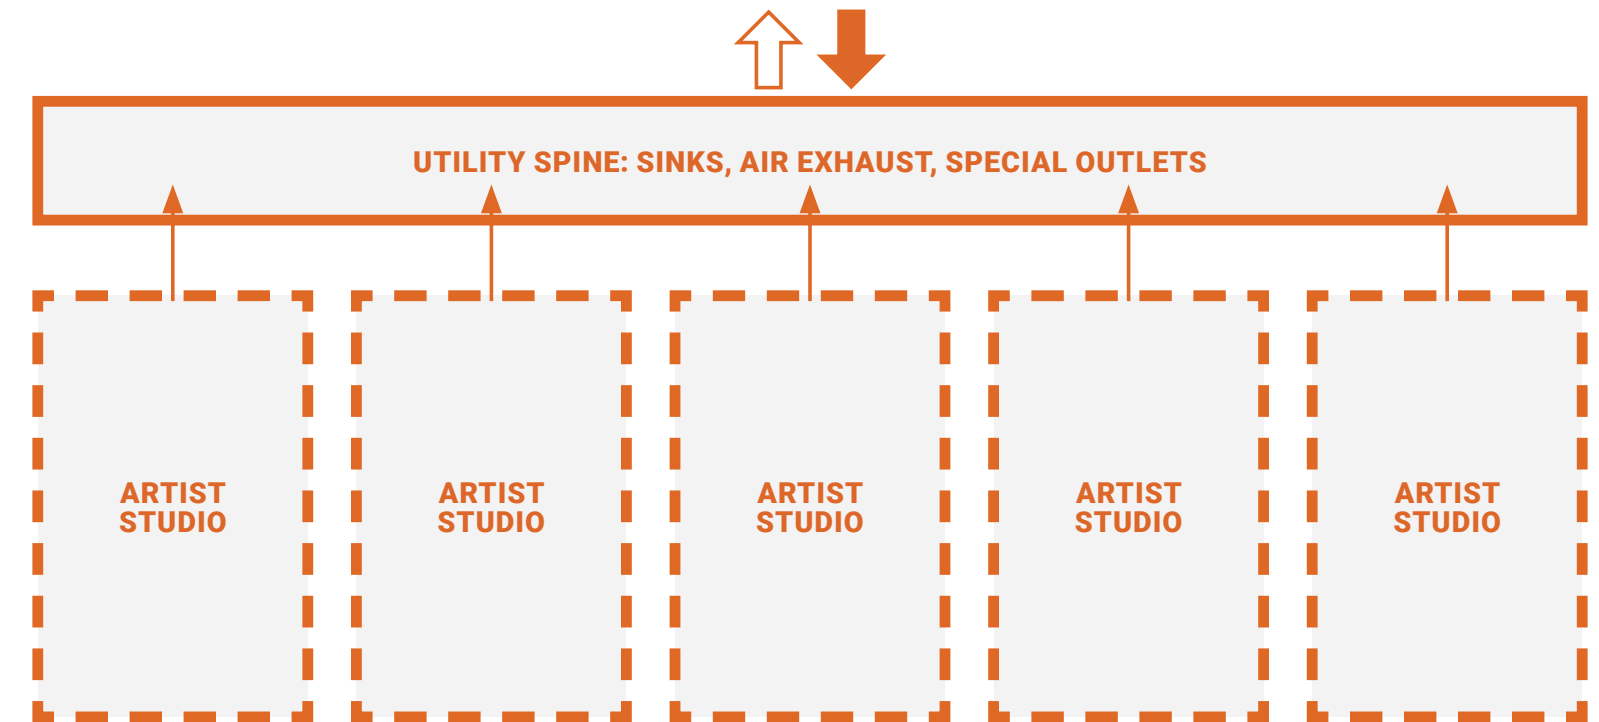 UTILITY SPINE: SINKS, AIR EXHAUST, SPECIAL OUTLETS
ARTIST
STUDIO
ARTIST
STUDIO
ARTIST
STUDIO
ARTIST
STUDIO
ARTIST
STUDIO